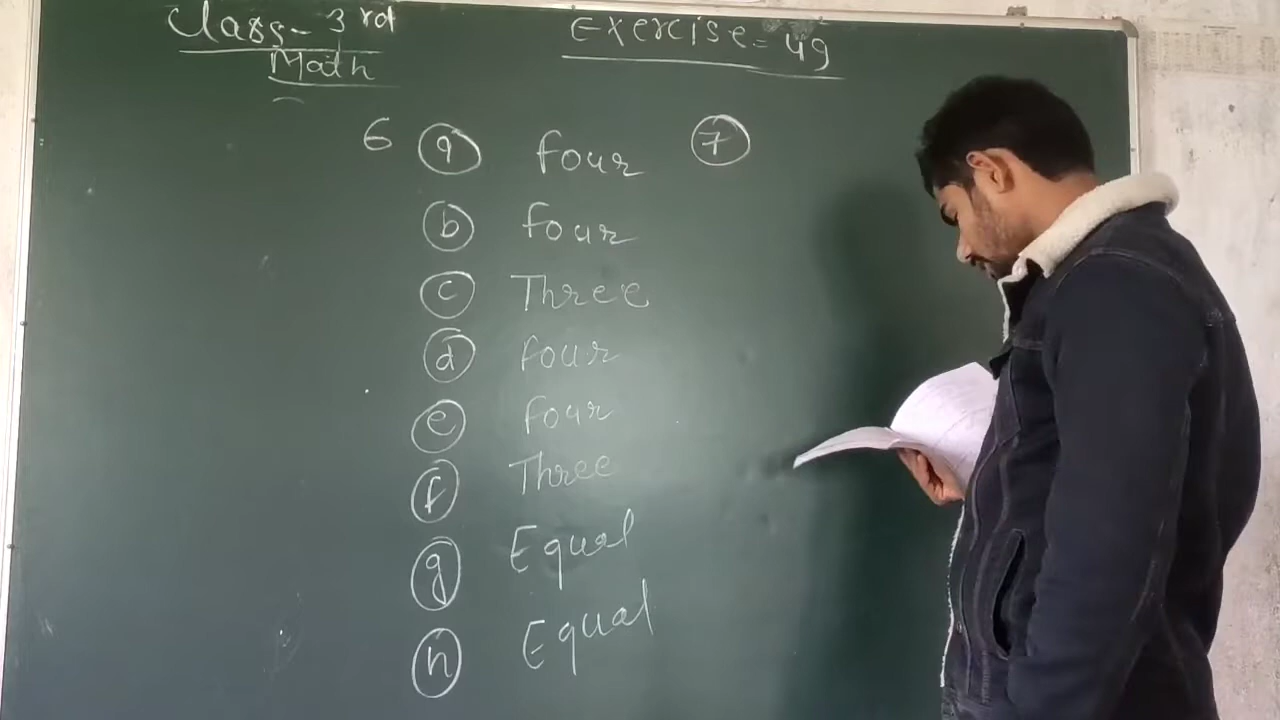 Class- 3rd
Exercise = 49
Math
6 a four 7
b four
c Three
d four
e four
f Three
g Equal
h Equal